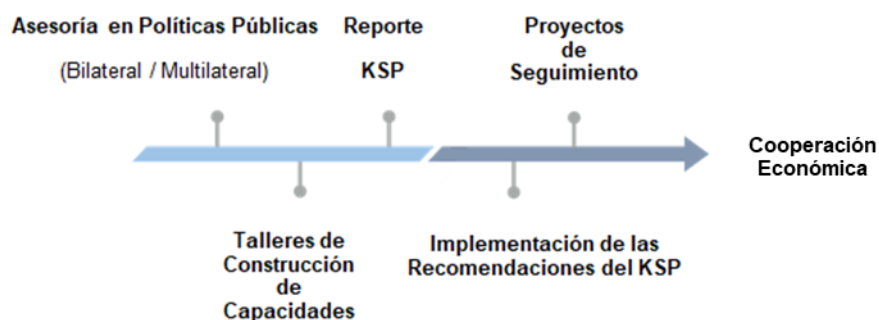 Asesoría en Políticas Públicas
(Bilateral / Multilateral)
Reporte
KSP
Proyectos
de
Seguimiento
Cooperación
Económica
Talleres de
Construcción
de
Capacidades
Implementación de las
Recomendaciones del KSP